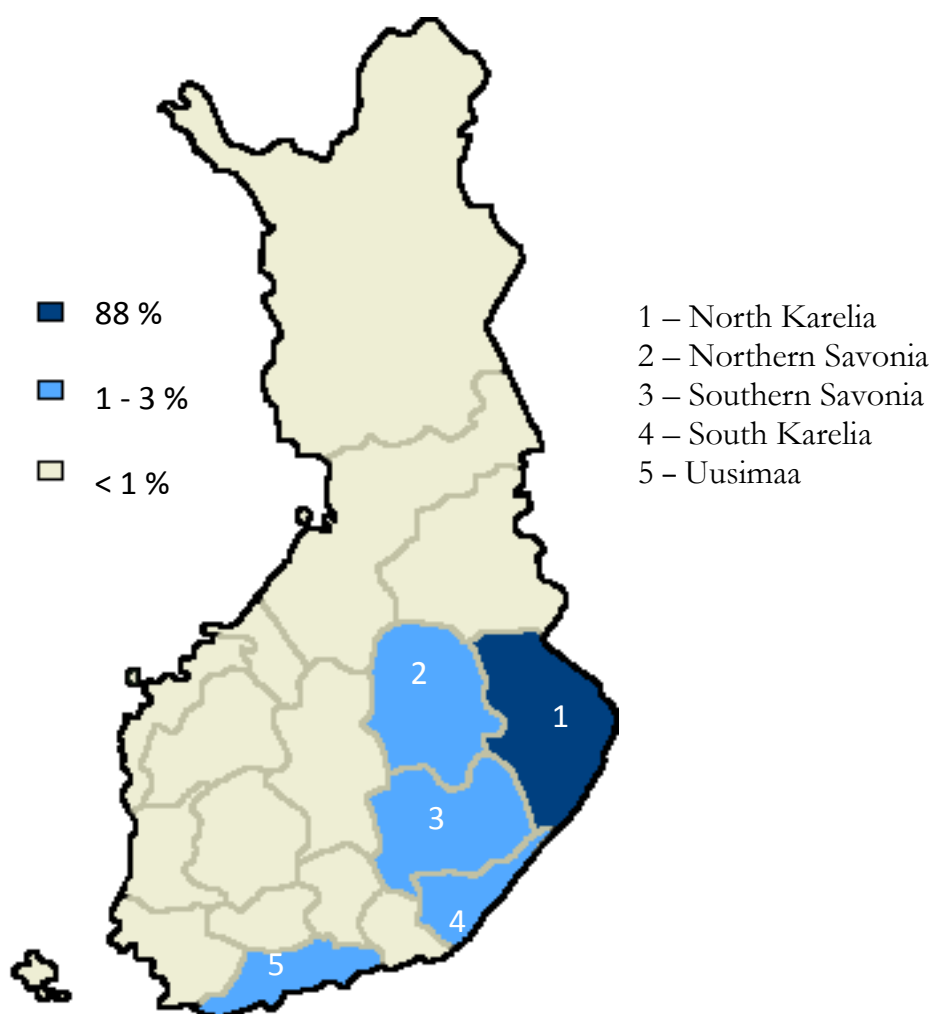 88 %
1 - 3 %
< 1 %
1 – North Karelia
2 – Northern Savonia
3 – Southern Savonia
4 – South Karelia
5 – Uusimaa
2
1
3
4
5